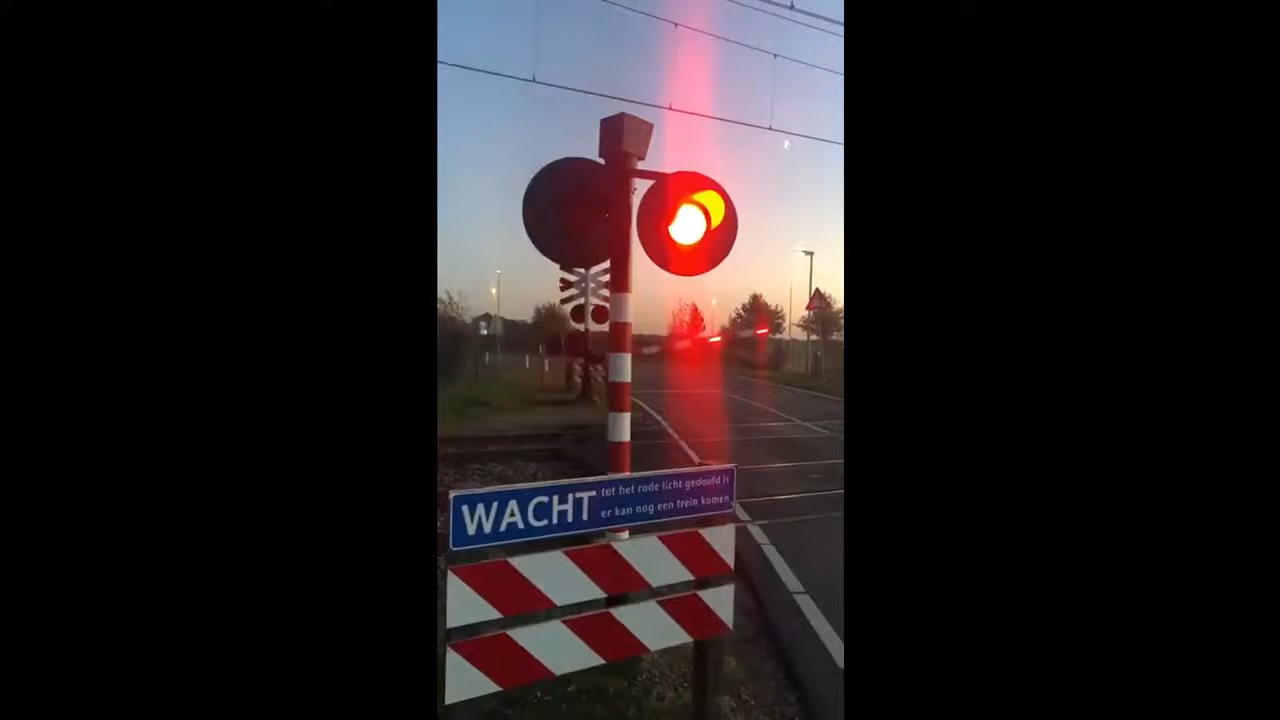 WACHT
tot het rode licht gedoofd is
er kan nog een trein komen